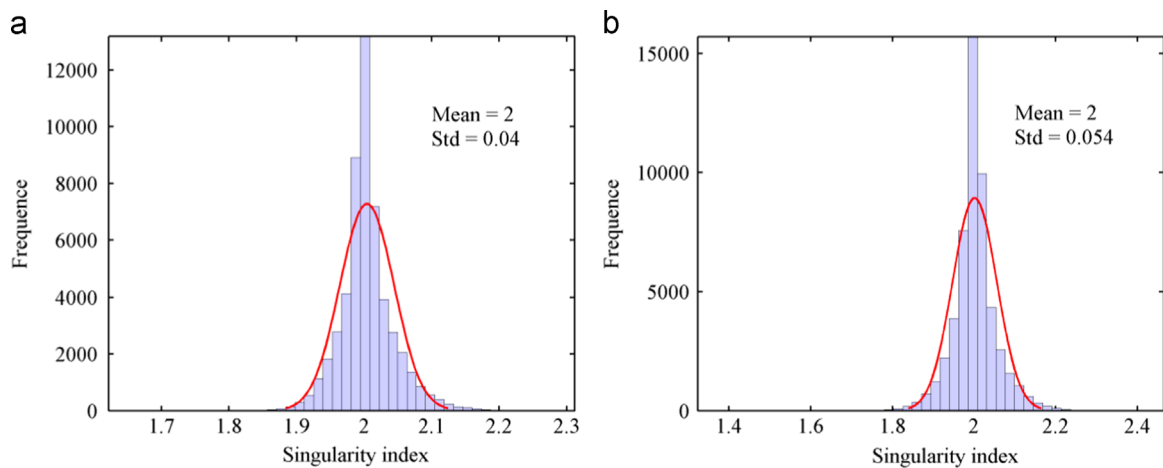 a
12000
10000
8000
6000
4000
2000
0
Frequence
Mean = 2
Std = 0.04
1.7 1.8 1.9 2 2.1 2.2 2.3
Singularity index
b
15000
10000
5000
0
Frequence
Mean = 2
Std = 0.054
1.4 1.6 1.8 2 2.2 2.4
Singularity index